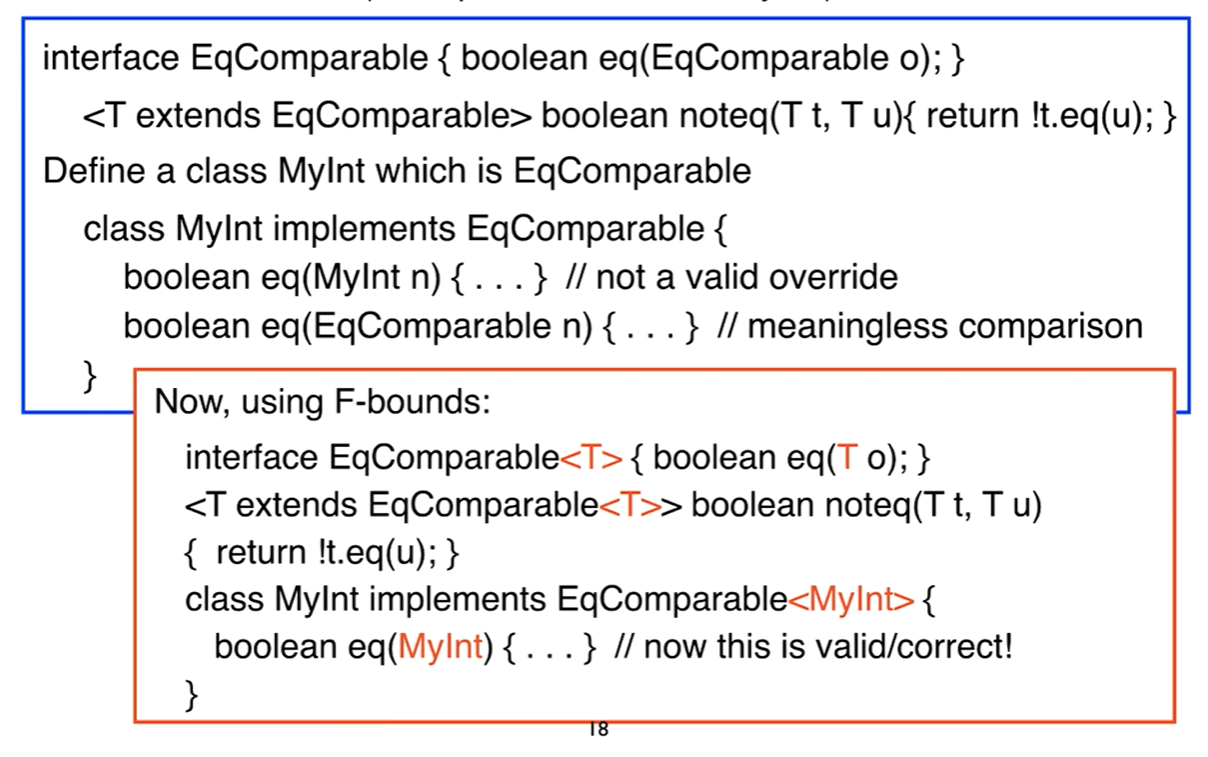 interface EqComparable { boolean eq(EqComparable o); }
<T extends EqComparable> boolean noteq(T t, T u){ return !t.eq(u); }
Define a class MyInt which is EqComparable
class MyInt implements EqComparable {
boolean eq(MyInt n) { . . . } // not a valid override
boolean eq(EqComparable n) { . . . } // meaningless comparison
}
Now, using F-bounds:
interface EqComparable<T> { boolean eq(T o); }
<T extends EqComparable<T>> boolean noteq(T t, T u)
{ return !t.eq(u); }
class MyInt implements EqComparable<MyInt> {
boolean eq(MyInt) { . . . } // now this is valid/correct!
}
18